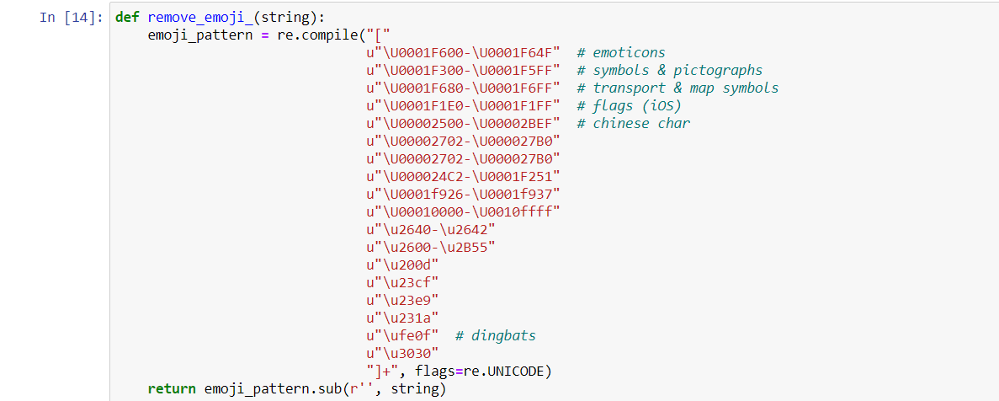 In [14]: def remove_emoji_(string):
    emoji_pattern = re.compile("["
                           u"\U0001F600-\U0001F64F"  # emoticons
                           u"\U0001F300-\U0001F5FF"  # symbols & pictographs
                           u"\U0001F680-\U0001F6FF"  # transport & map symbols
                           u"\U0001F1E0-\U0001F1FF"  # flags (iOS)
                           u"\U00002500-\U00002BEF"  # chinese char
                           u"\U00002702-\U000027B0"
                           u"\U00002702-\U000027B0"
                           u"\U000024C2-\U0001F251"
                           u"\U0001f926-\U0001f937"
                           u"\U00010000-\U0010ffff"
                           u"\u2640-\u2642"
                           u"\u2600-\u2B55"
                           u"\u200d"
                           u"\u23cf"
                           u"\u23e9"
                           u"\u231a"
                           u"\ufe0f"  # dingbats
                           u"\u3030"
                           "]+", flags=re.UNICODE)
    return emoji_pattern.sub(r'', string)